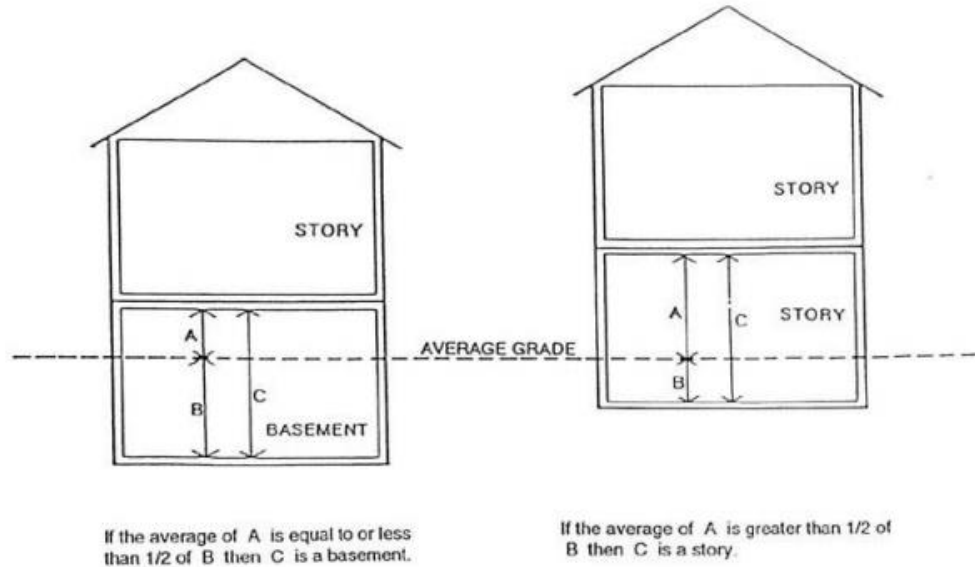 STORY
STORY
A
C
STORY
A
AVERAGE GRADE
B
B
C
BASEMENT
If the average of A is equal to or less
than 1/2 of B then C is a basement.
If the average of A is greater than 1/2 of
B then C is a story.